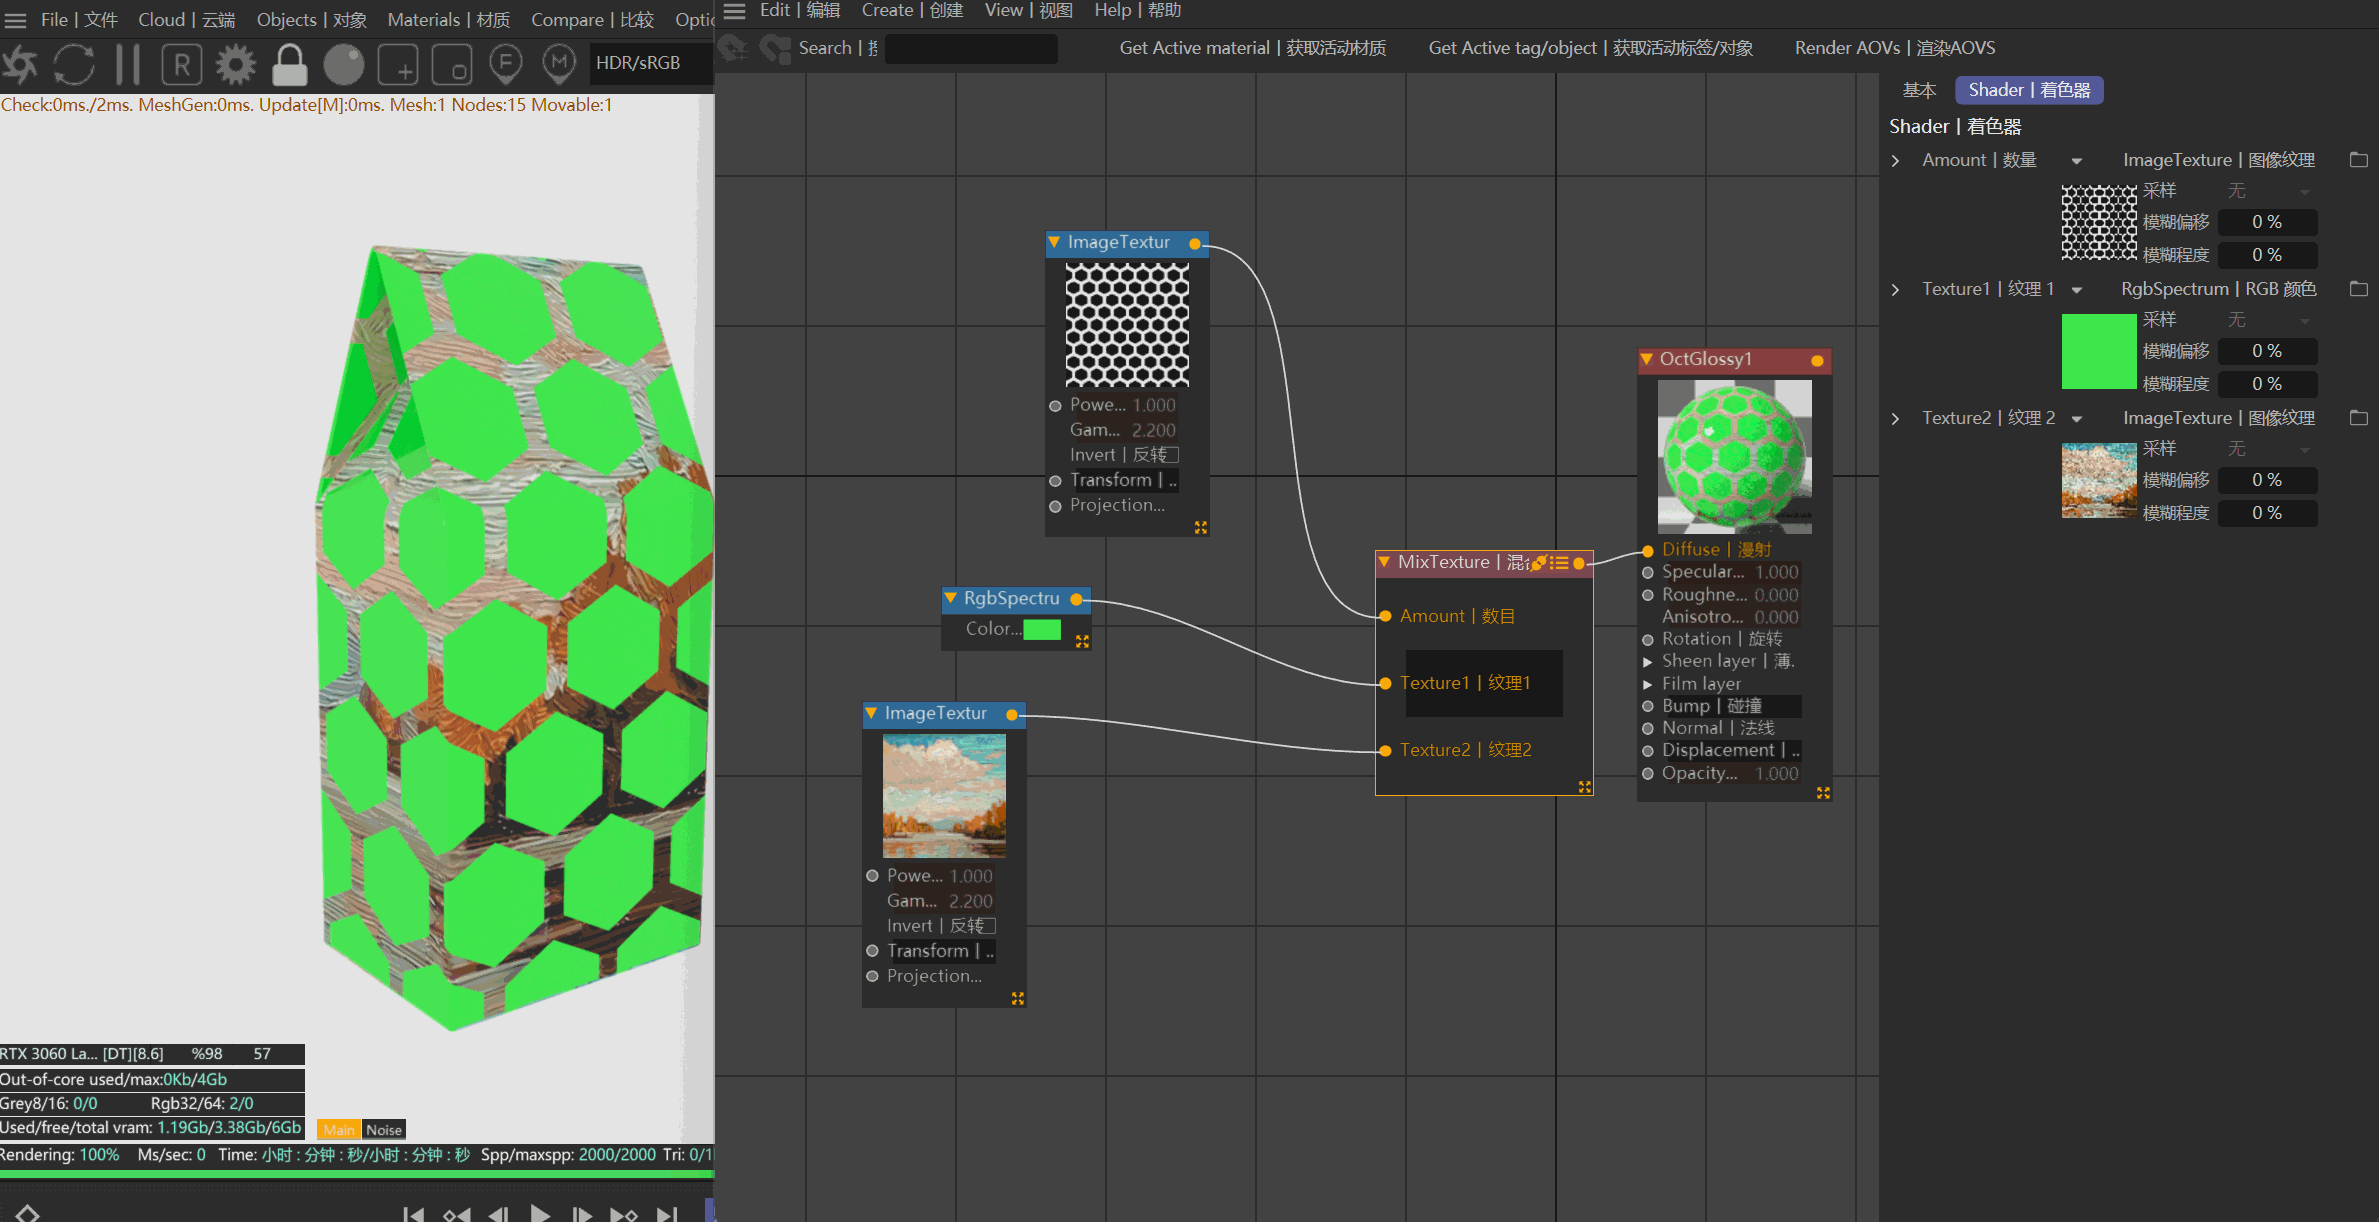 File | 文件 Cloud | 云端 Objects | 对象 Materials | 材质 Compare | 比较 Optic
R + F M HDR/sRGB
Check:0ms./2ms. MeshGen:0ms. Update[M]:0ms. Mesh:1 Nodes:15 Movable:1
RTX 3060 La... [DT][8.6] %98 57
Out-of-core used/max:0Kb/4Gb
Grey8/16: 0/0 Rgb32/64: 2/0
Used/free/total vram: 1.19Gb/3.38Gb/6Gb
Main Noise
Rendering: 100% Ms/sec: 0 Time: 小时 : 分钟 : 秒/小时 : 分钟 : 秒 Spp/maxspp: 2000/2000 Tri: 0/1
Edit | 编辑 Create | 创建 View | 视图 Help | 帮助
Search | Get Active material | 获取活动材质 Get Active tag/object | 获取活动标签/对象 Render AOVs | 渲染AOVS
ImageTextur
Powe... 1.000
Gam... 2.200
Invert | 反转
Transform | ..
Projection...
RgbSpectru
Color...
ImageTextur
Powe... 1.000
Gam... 2.200
Invert | 反转
Transform | ..
Projection...
MixTexture | 混
Amount | 数目
Texture1 | 纹理1
Texture2 | 纹理2
OctGlossy1
Diffuse | 漫射
Specular... 1.000
Roughne... 0.000
Anisotro... 0.000
Rotation | 旋转
Sheen layer | 薄.
Film layer
Bump | 碰撞
Normal | 法线
Displacement | ..
Opacity... 1.000
基本 Shader | 着色器
Shader | 着色器
Amount | 数量 ImageTexture | 图像纹理
采样 无
模糊偏移 0 %
模糊程度 0 %
Texture1 | 纹理 1 RgbSpectrum | RGB 颜色
采样 无
模糊偏移 0 %
模糊程度 0 %
Texture2 | 纹理 2 ImageTexture | 图像纹理
采样 无
模糊偏移 0 %
模糊程度 0 %